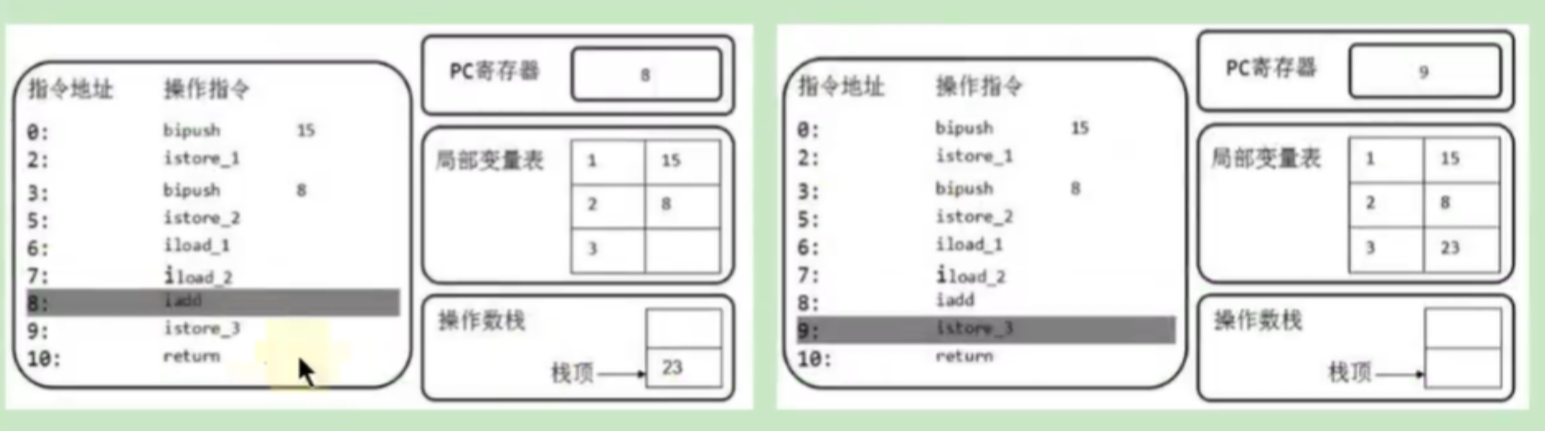 指令地址 操作指令
0: bipush 15
2: istore_1
3: bipush 8
5: istore_2
6: iload_1
7: iload_2
8: iadd
9: istore_3
10: return
PC寄存器 8
局部变量表
1 15
2 8
3
操作数栈
栈顶 23
指令地址 操作指令
0: bipush 15
2: istore_1
3: bipush 8
5: istore_2
6: iload_1
7: iload_2
8: iadd
9: istore_3
10: return
PC寄存器 9
局部变量表
1 15
2 8
3 23
操作数栈
栈顶